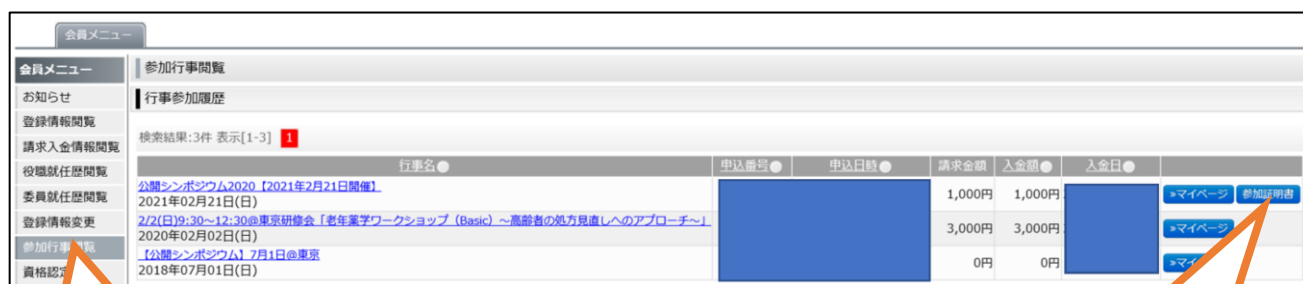 会員メニュー
会員メニュー
お知らせ
登録情報閲覧
請求入金情報閲覧
役職就任歴閲覧
委員就任歴閲覧
登録情報変更
参加行事閲覧
資格認定
参加行事閲覧
行事参加履歴
検索結果:3件 表示[1-3] 1
行事名 申込番号 申込日時 請求金額 入金額 入金日
公開シンポジウム2020【2021年2月21日開催】
2021年02月21日(日)
1,000円 1,000円 »マイページ 参加証明書
2/2(日)9:30～12:30@東京研修会「老年薬学ワークショップ（Basic）～高齢者の処方見直しへのアプローチ～」
2020年02月02日(日)
3,000円 3,000円 »マイページ
【公開シンポジウム】7月1日@東京
2018年07月01日(日)
0円 0円